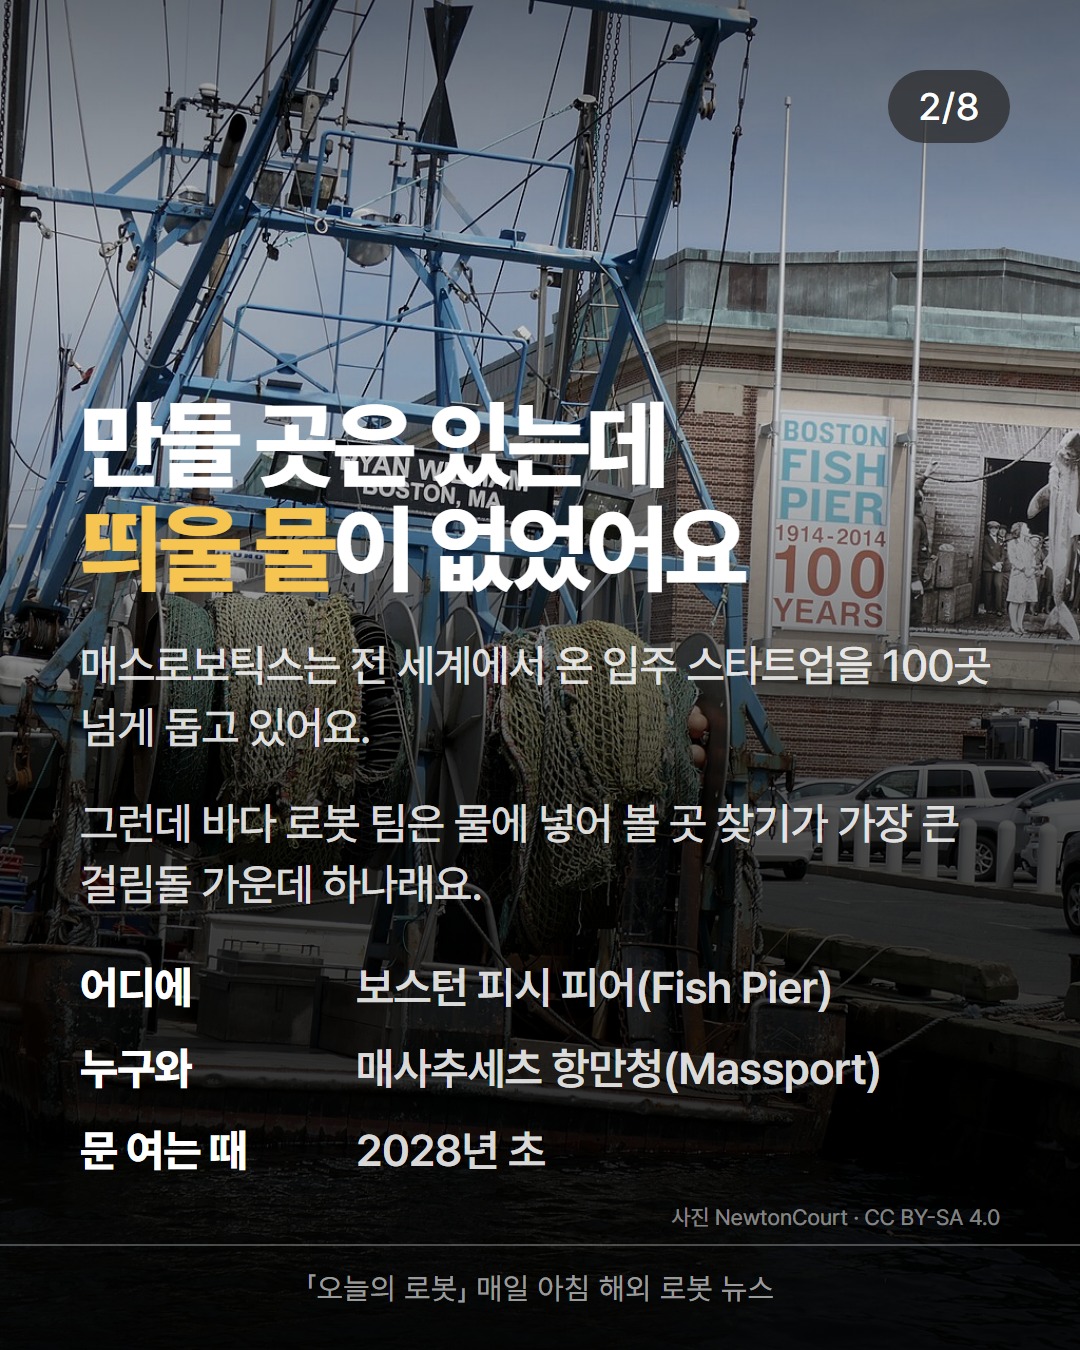 2/8
만들 곳은 있는데
띄울 물이 없었어요
BOSTON, MA
BOSTON
FISH
PIER
1914-2014
100
YEARS
매스로보틱스는 전 세계에서 온 입주 스타트업을 100곳
넘게 돕고 있어요.
그런데 바다 로봇 팀은 물에 넣어 볼 곳 찾기가 가장 큰
걸림돌 가운데 하나래요.
어디에 보스턴 피시 피어(Fish Pier)
누구와 매사추세츠 항만청(Massport)
문 여는 때 2028년 초
사진 NewtonCourt · CC BY-SA 4.0
「오늘의 로봇」 매일 아침 해외 로봇 뉴스